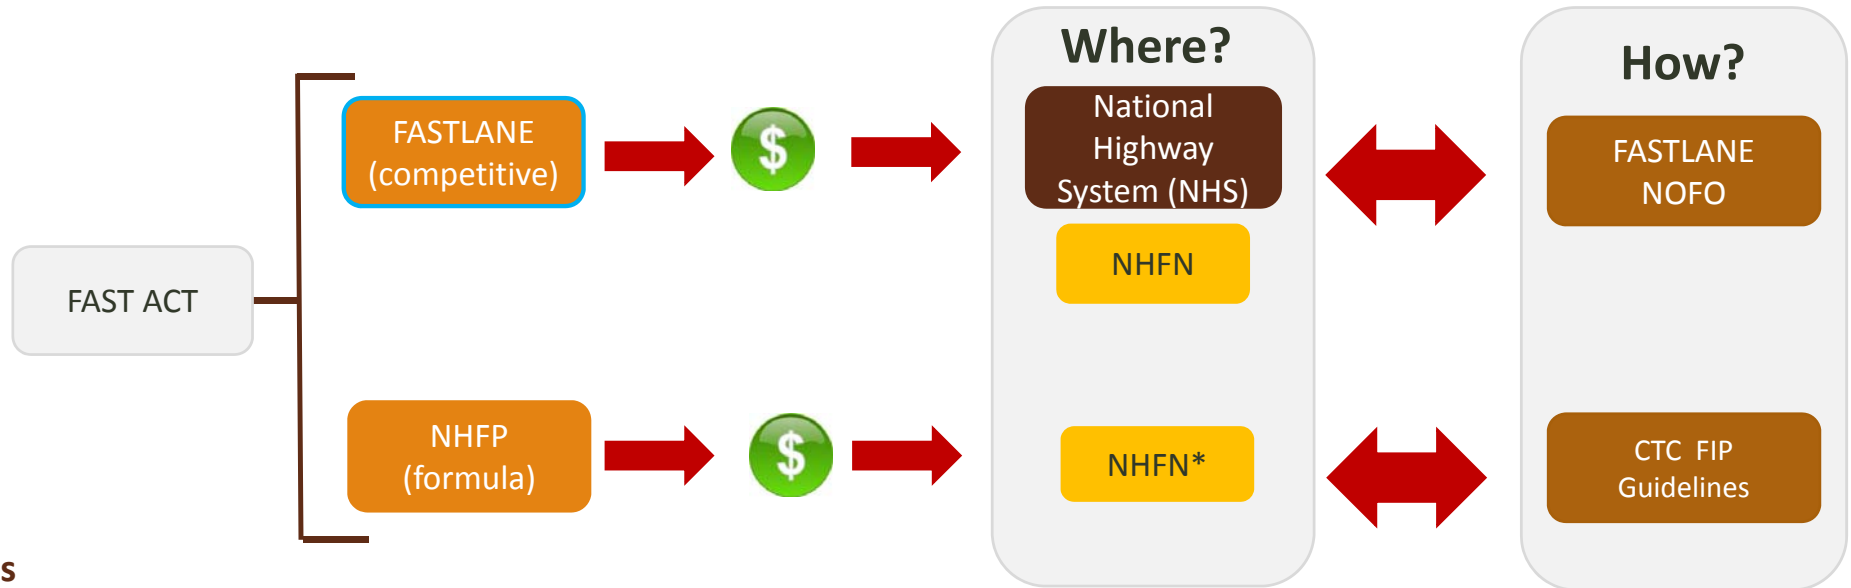 Where?
How?
FASTLANE
(competitive)
$
National
Highway
System (NHS)
FASTLANE
NOFO
NHFN
FAST ACT
NHFP
(formula)
$
NHFN*
CTC FIP
Guidelines
s